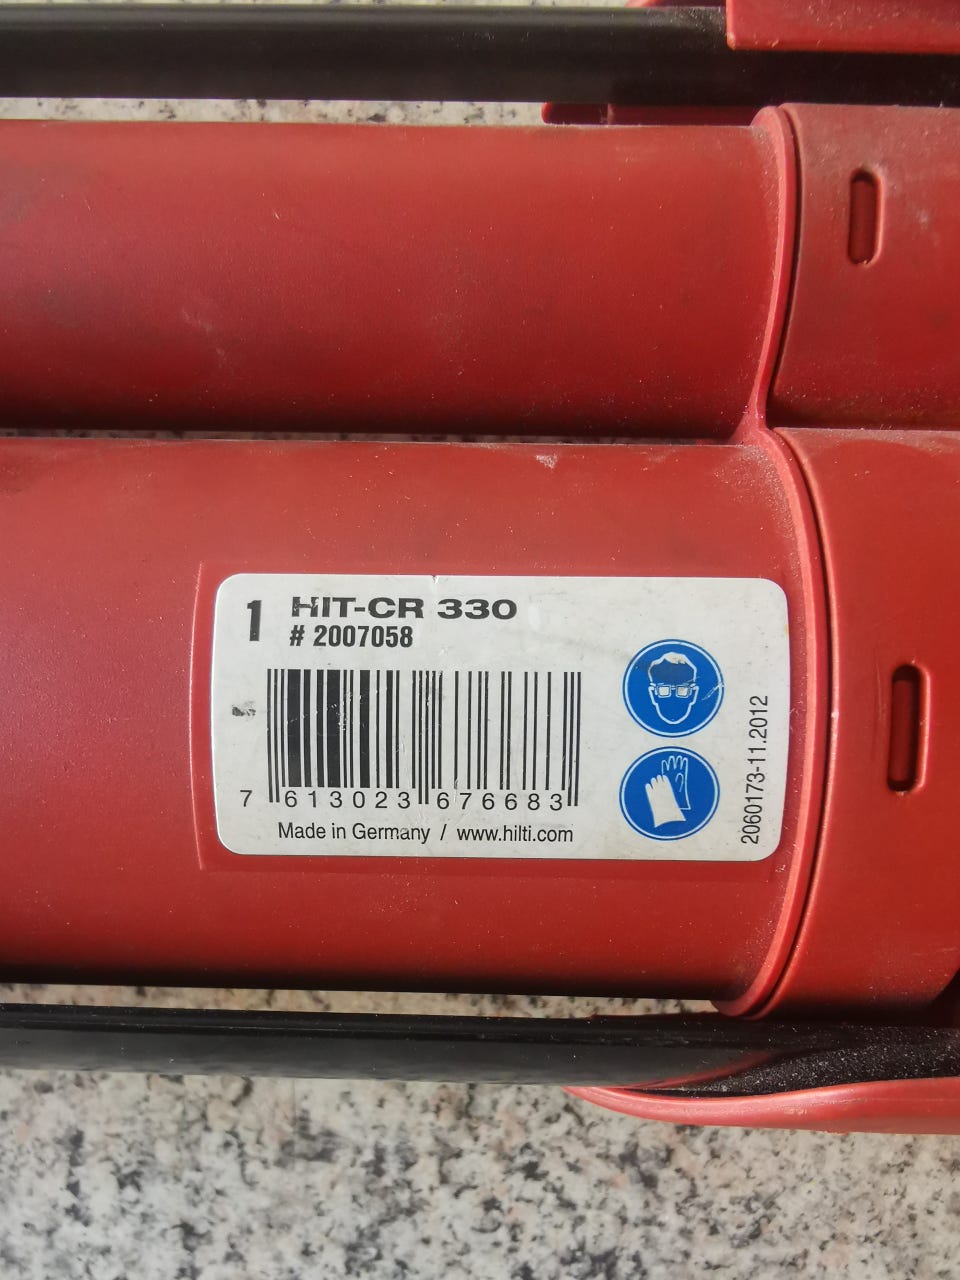 1 HIT-CR 330
# 2007058
7 613023 676683
Made in Germany / www.hilti.com
2060173-11.2012